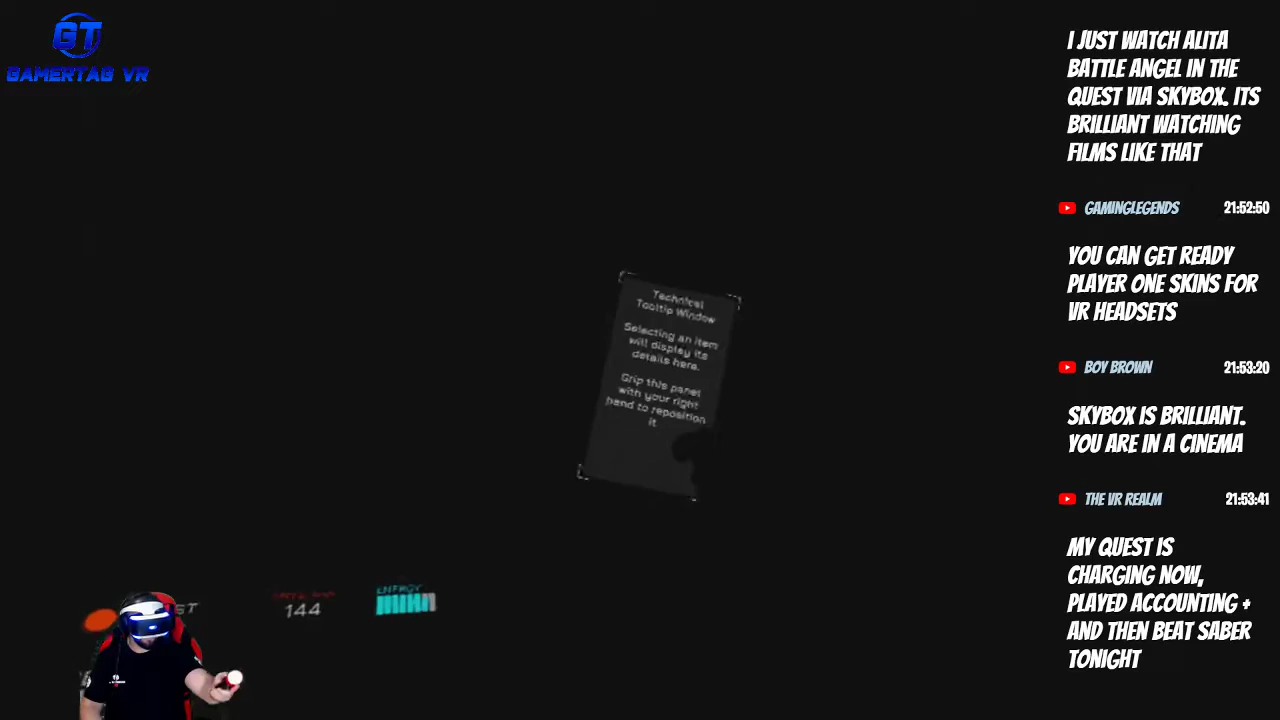 GT
GAMERTAG VR
I JUST WATCH ALITA
BATTLE ANGEL IN THE
QUEST VIA SKYBOX. ITS
BRILLIANT WATCHING
FILMS LIKE THAT
GAMINGLEGENDS 21:52:50
YOU CAN GET READY
PLAYER ONE SKINS FOR
VR HEADSETS
BOY BROWN 21:53:20
SKYBOX IS BRILLIANT.
YOU ARE IN A CINEMA
THE VR REALM 21:53:41
MY QUEST IS
CHARGING NOW,
PLAYED ACCOUNTING +
AND THEN BEAT SABER
TONIGHT
Technical
Tooltip Window
Selecting an item
will display its
details here.
Grip this panel
with your right
hand to reposition
it
ENERGY
144